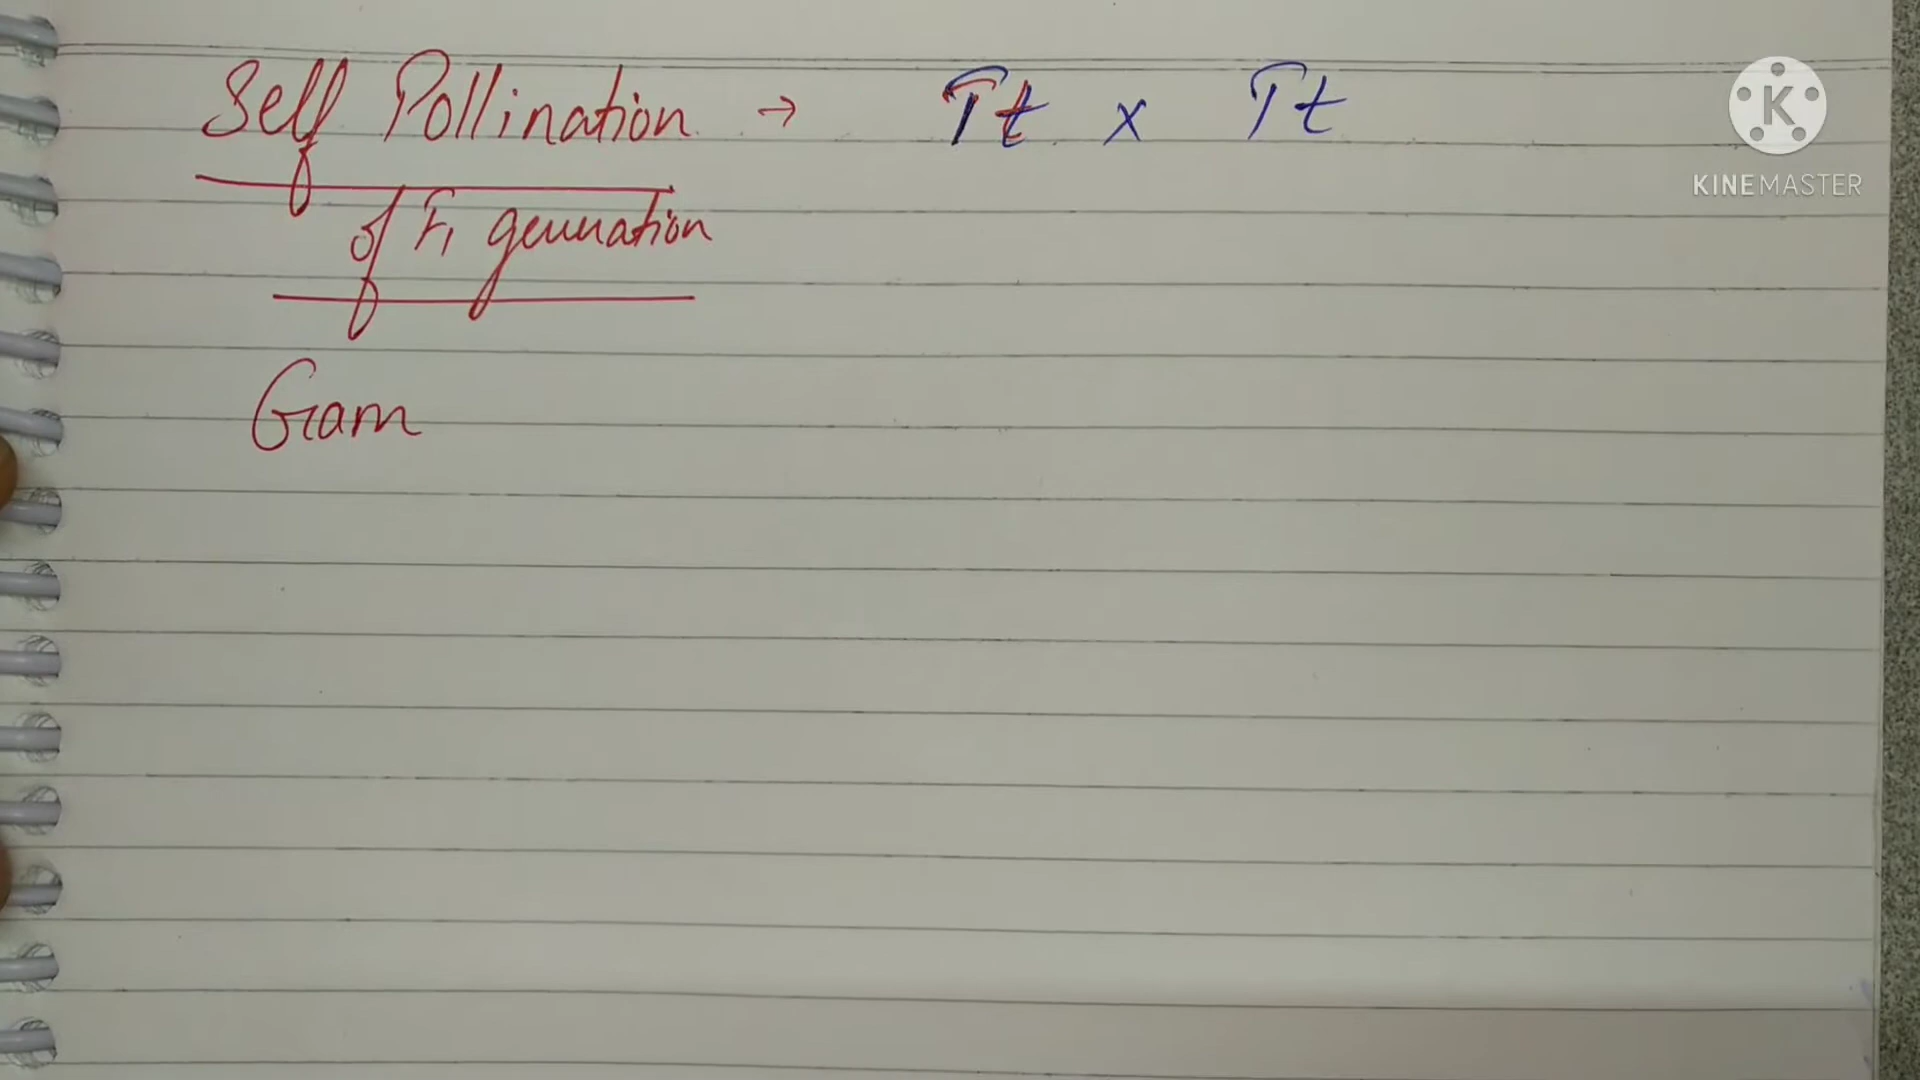 Self Pollination → Tt x Tt
of F₁ generation
Gam
K
KINEMASTER